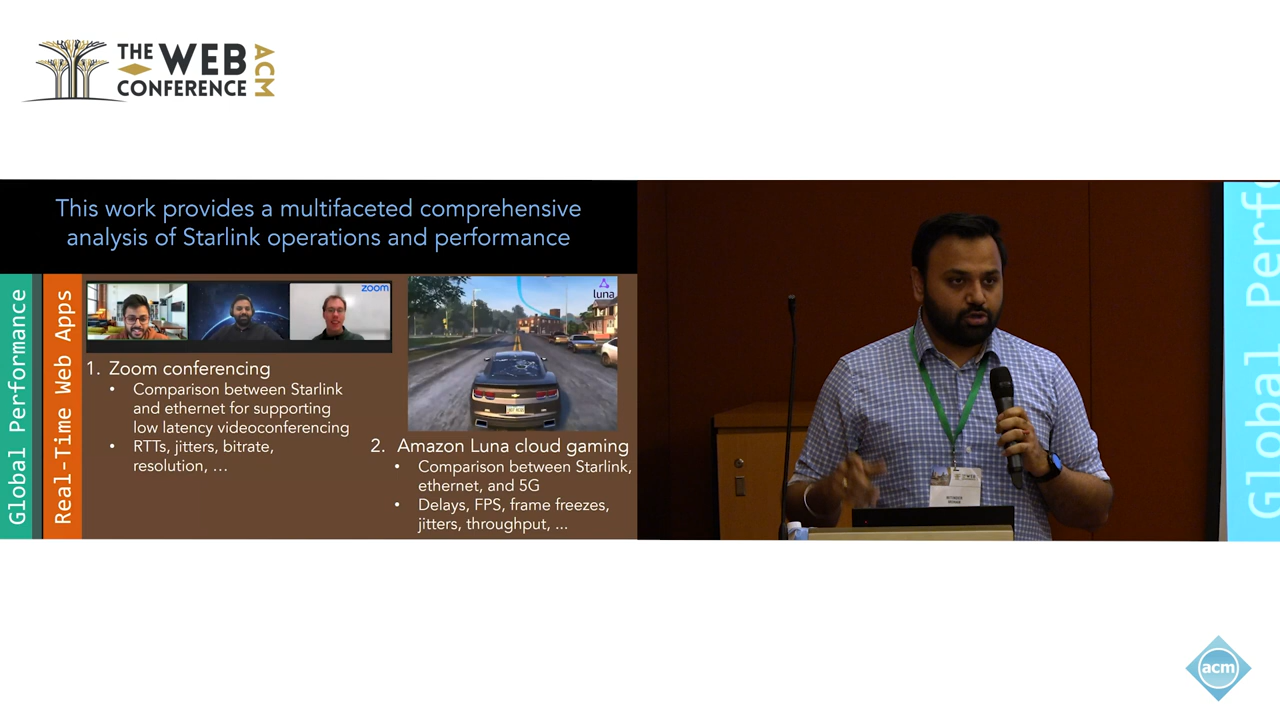 THE WEB
CONFERENCE
ACM
This work provides a multifaceted comprehensive
analysis of Starlink operations and performance
Global Performance
Real-Time Web Apps
zoom
luna
1. Zoom conferencing
• Comparison between Starlink
and ethernet for supporting
low latency videoconferencing
• RTTs, jitters, bitrate,
resolution, …
2. Amazon Luna cloud gaming
• Comparison between Starlink,
ethernet, and 5G
• Delays, FPS, frame freezes,
jitters, throughput, ...
Global Perf
acm